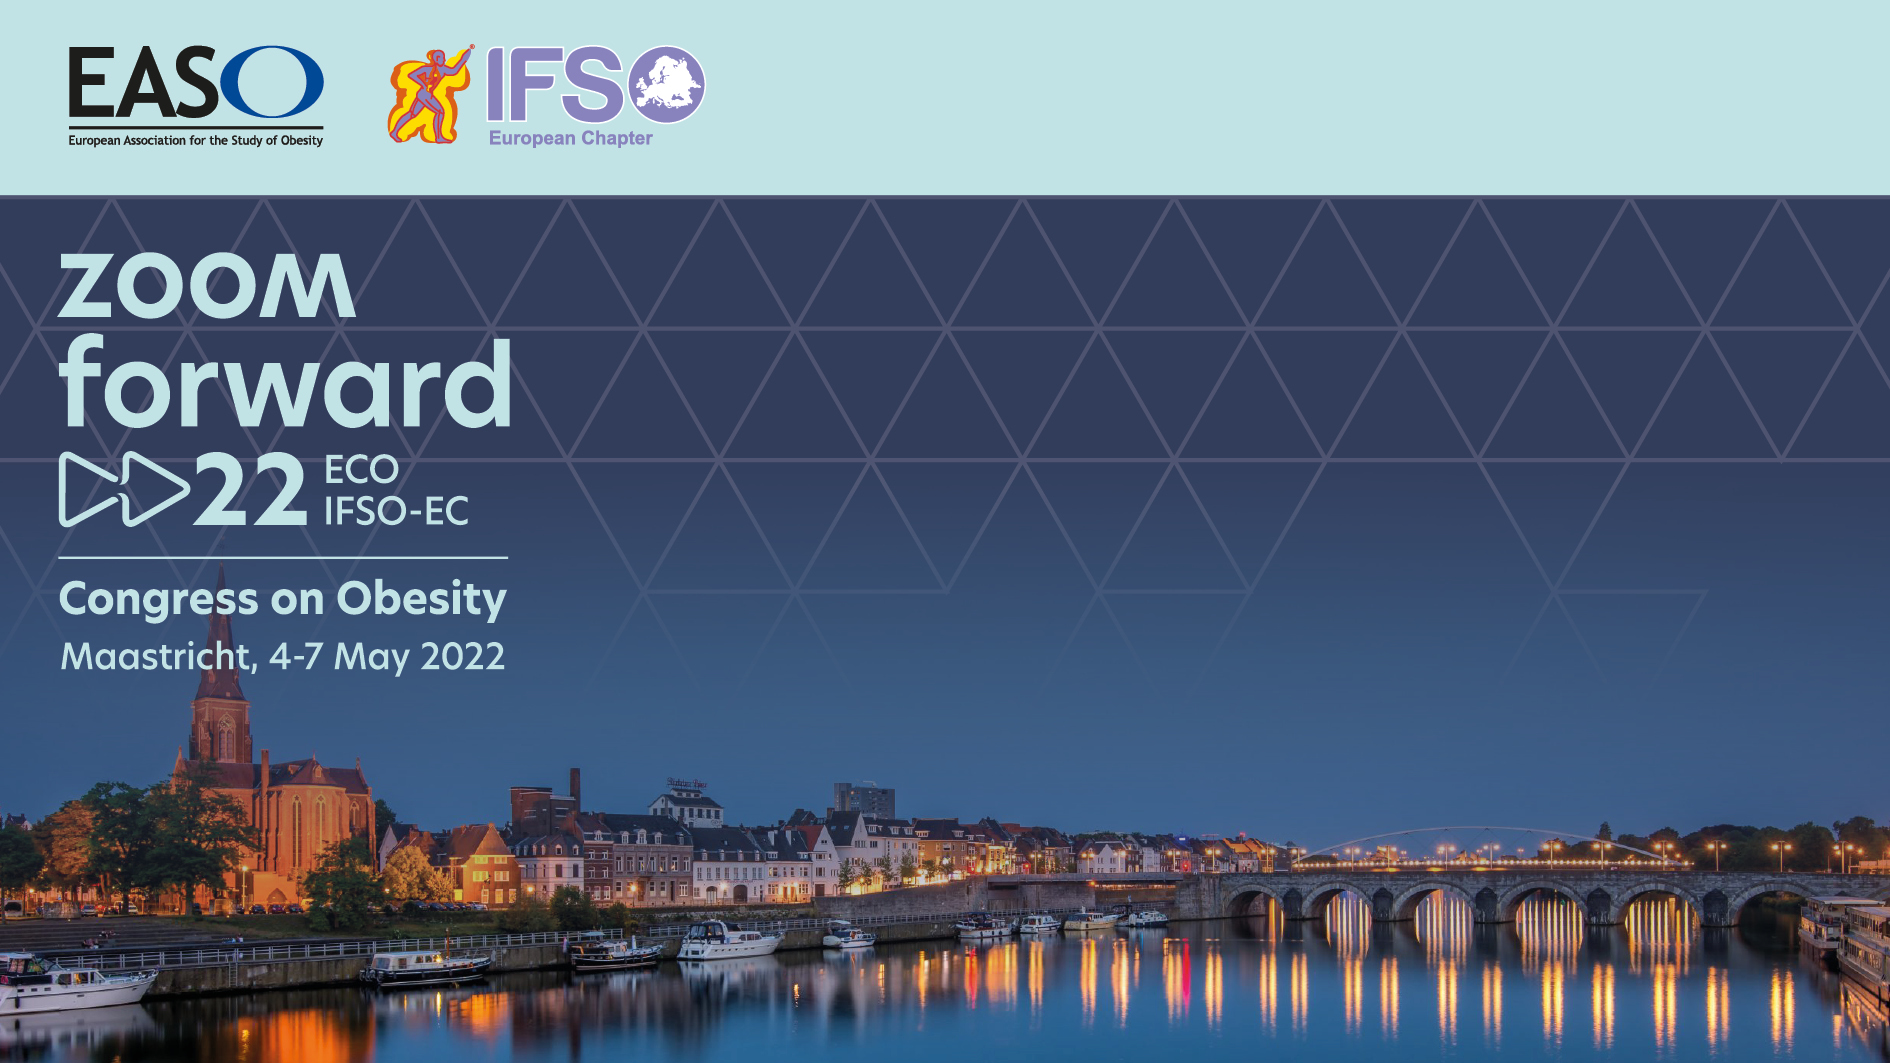 EASO
European Association for the Study of Obesity
IFSO
European Chapter
zoom
forward
22 ECO
IFSO-EC
Congress on Obesity
Maastricht, 4-7 May 2022